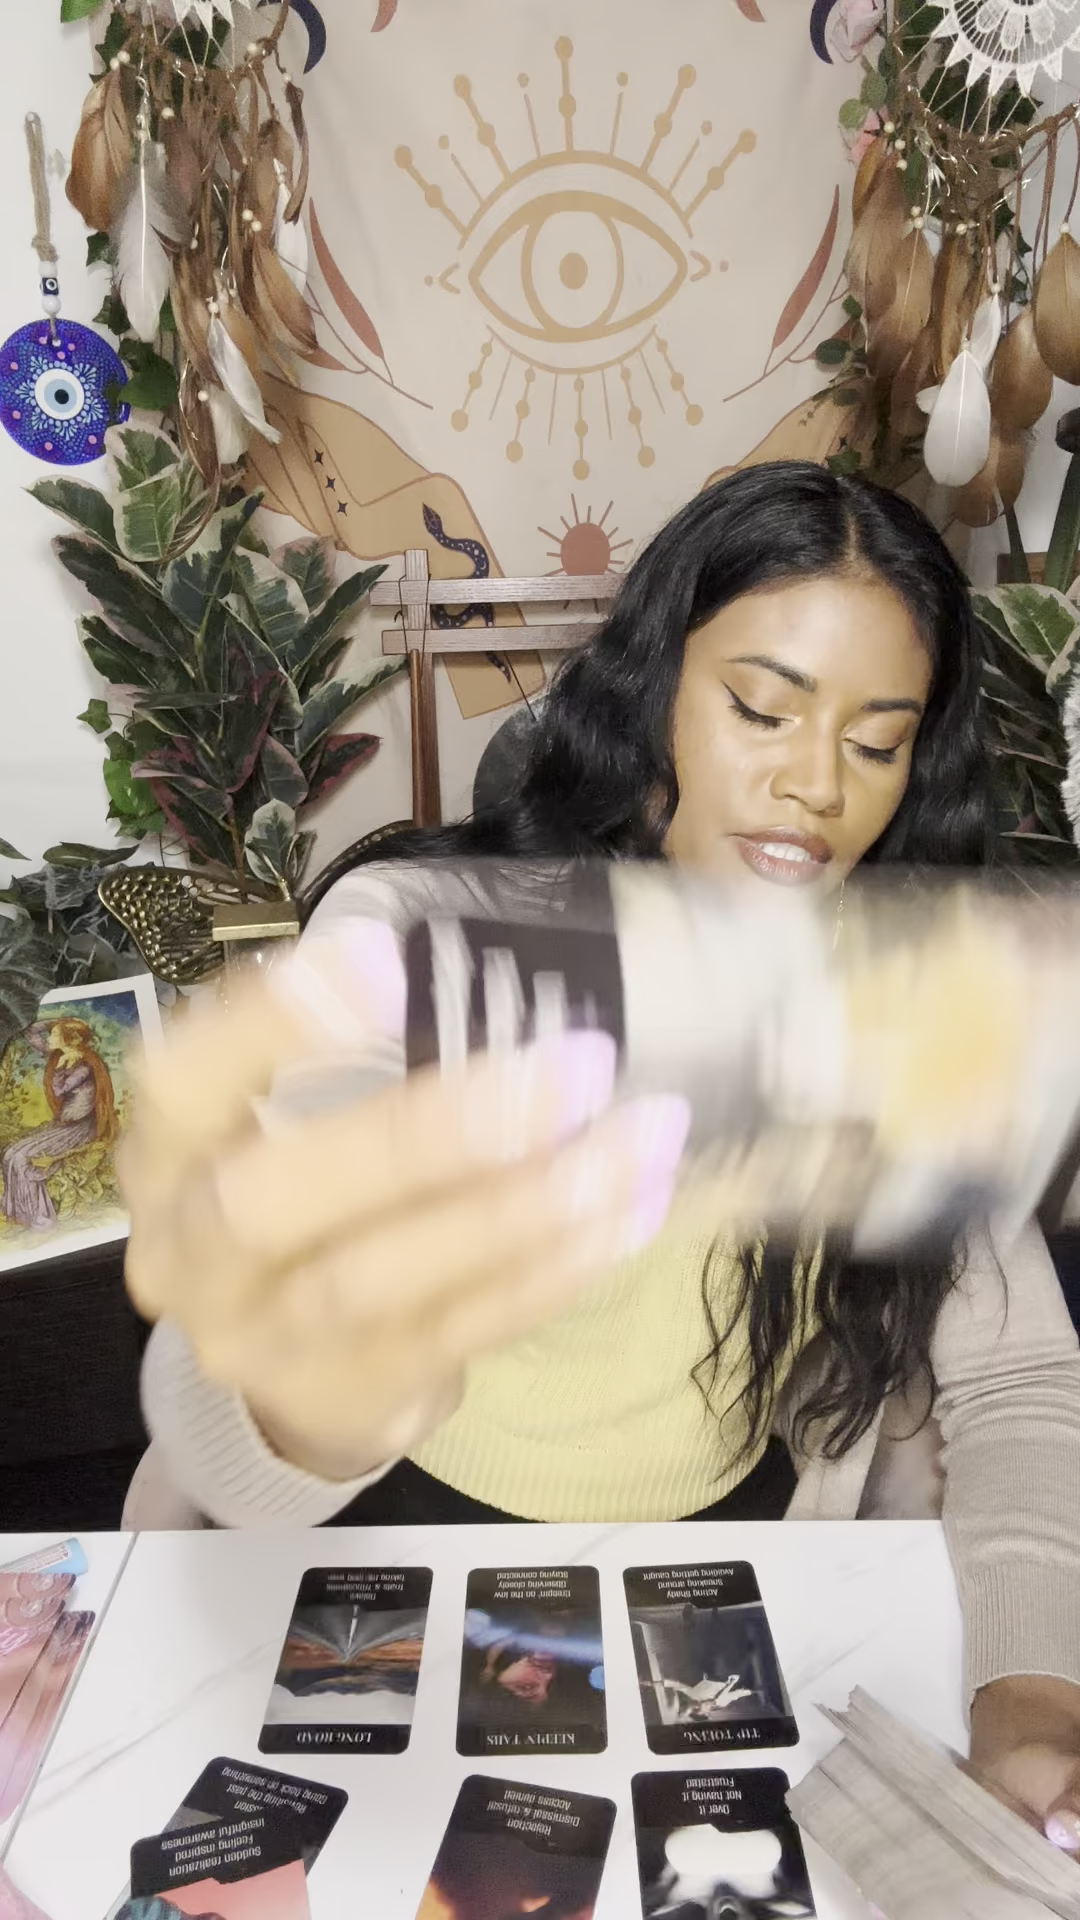 Delays
Trials & tribulations
Taking the long way
LONG ROAD
Creepin' on the low
Observing closely
Staying connected
KEEPIN TABS
Acting Shady
Sneaking around
Avoiding getting caught
TIP TOEING
Revisiting the past
Going back on something
Sudden realization
Feeling inspired
Insightful awareness
Rejection
Dismissal & refusal
Access denied
Over it
Not having it
Frustrated